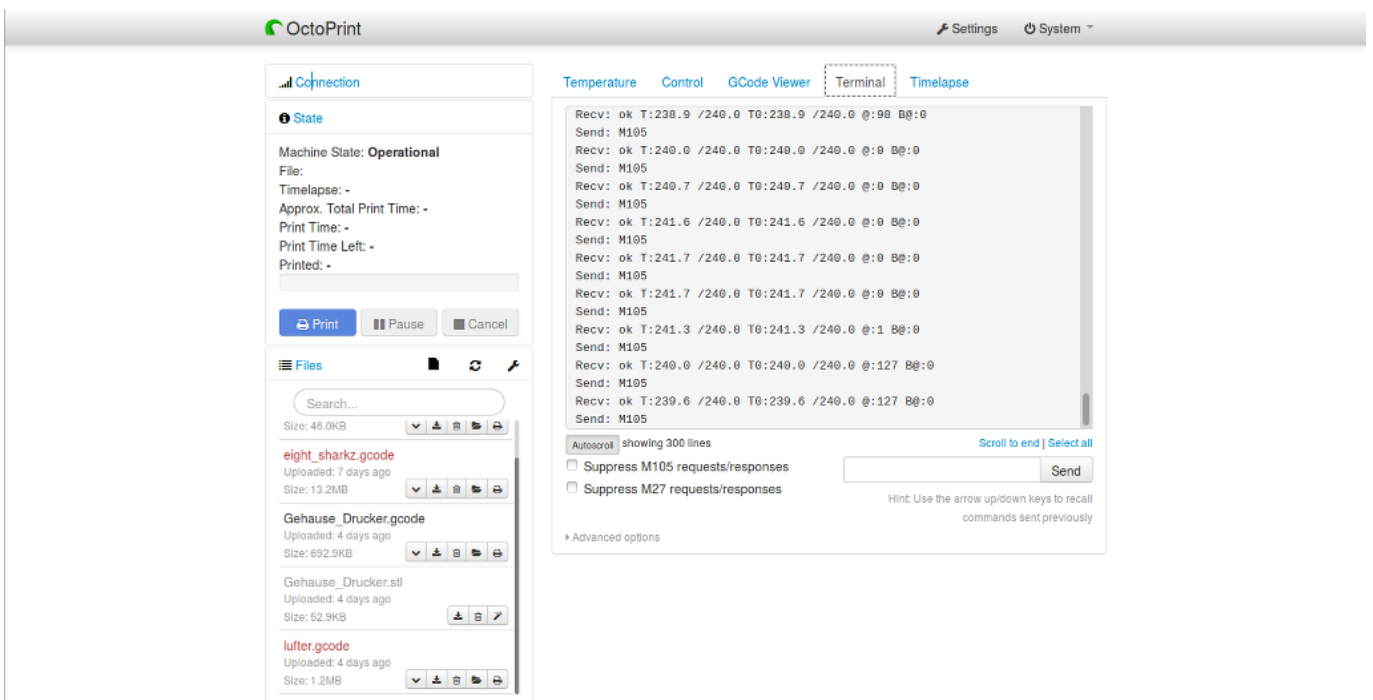 OctoPrint
Settings
System
Connection
State
Machine State: Operational
File:
Timelapse: -
Approx. Total Print Time: -
Print Time: -
Print Time Left: -
Printed: -
Print
Pause
Cancel
Files
Search...
Size: 46.0KB
eight_sharkz.gcode
Uploaded: 7 days ago
Size: 13.2MB
Gehause_Drucker.gcode
Uploaded: 4 days ago
Size: 692.9KB
Gehause_Drucker.stl
Uploaded: 4 days ago
Size: 52.9KB
lufter.gcode
Uploaded: 4 days ago
Size: 1.2MB
Temperature
Control
GCode Viewer
Terminal
Timelapse
Recv: ok T:238.9 /240.0 T0:238.9 /240.0 @:98 B@:0
Send: M105
Recv: ok T:240.0 /240.0 T0:240.0 /240.0 @:0 B@:0
Send: M105
Recv: ok T:240.7 /240.0 T0:240.7 /240.0 @:0 B@:0
Send: M105
Recv: ok T:241.6 /240.0 T0:241.6 /240.0 @:0 B@:0
Send: M105
Recv: ok T:241.7 /240.0 T0:241.7 /240.0 @:0 B@:0
Send: M105
Recv: ok T:241.7 /240.0 T0:241.7 /240.0 @:0 B@:0
Send: M105
Recv: ok T:241.3 /240.0 T0:241.3 /240.0 @:1 B@:0
Send: M105
Recv: ok T:240.0 /240.0 T0:240.0 /240.0 @:127 B@:0
Send: M105
Recv: ok T:239.6 /240.0 T0:239.6 /240.0 @:127 B@:0
Send: M105
Autoscroll showing 300 lines
Scroll to end | Select all
Suppress M105 requests/responses
Suppress M27 requests/responses
Send
Hint: Use the arrow up/down keys to recall
commands sent previously
Advanced options